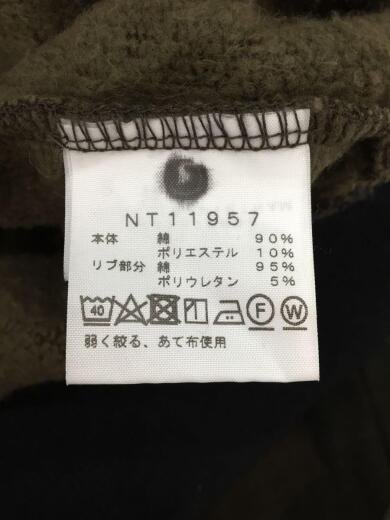 NT11957
本体 綿 90%
ポリエステル 10%
リブ部分 綿 95%
ポリウレタン 5%
40 F W
弱く絞る、あて布使用